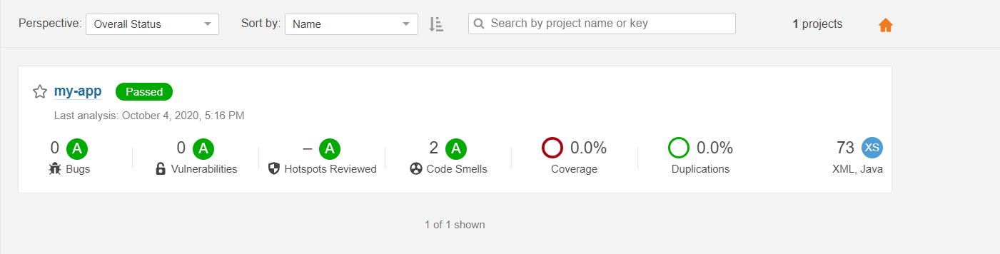 Perspective: Overall Status Sort by: Name Search by project name or key 1 projects
my-app Passed
Last analysis: October 4, 2020, 5:16 PM
0 A 0 A – A 2 A 0.0% 0.0% 73 XS
Bugs Vulnerabilities Hotspots Reviewed Code Smells Coverage Duplications XML, Java
1 of 1 shown